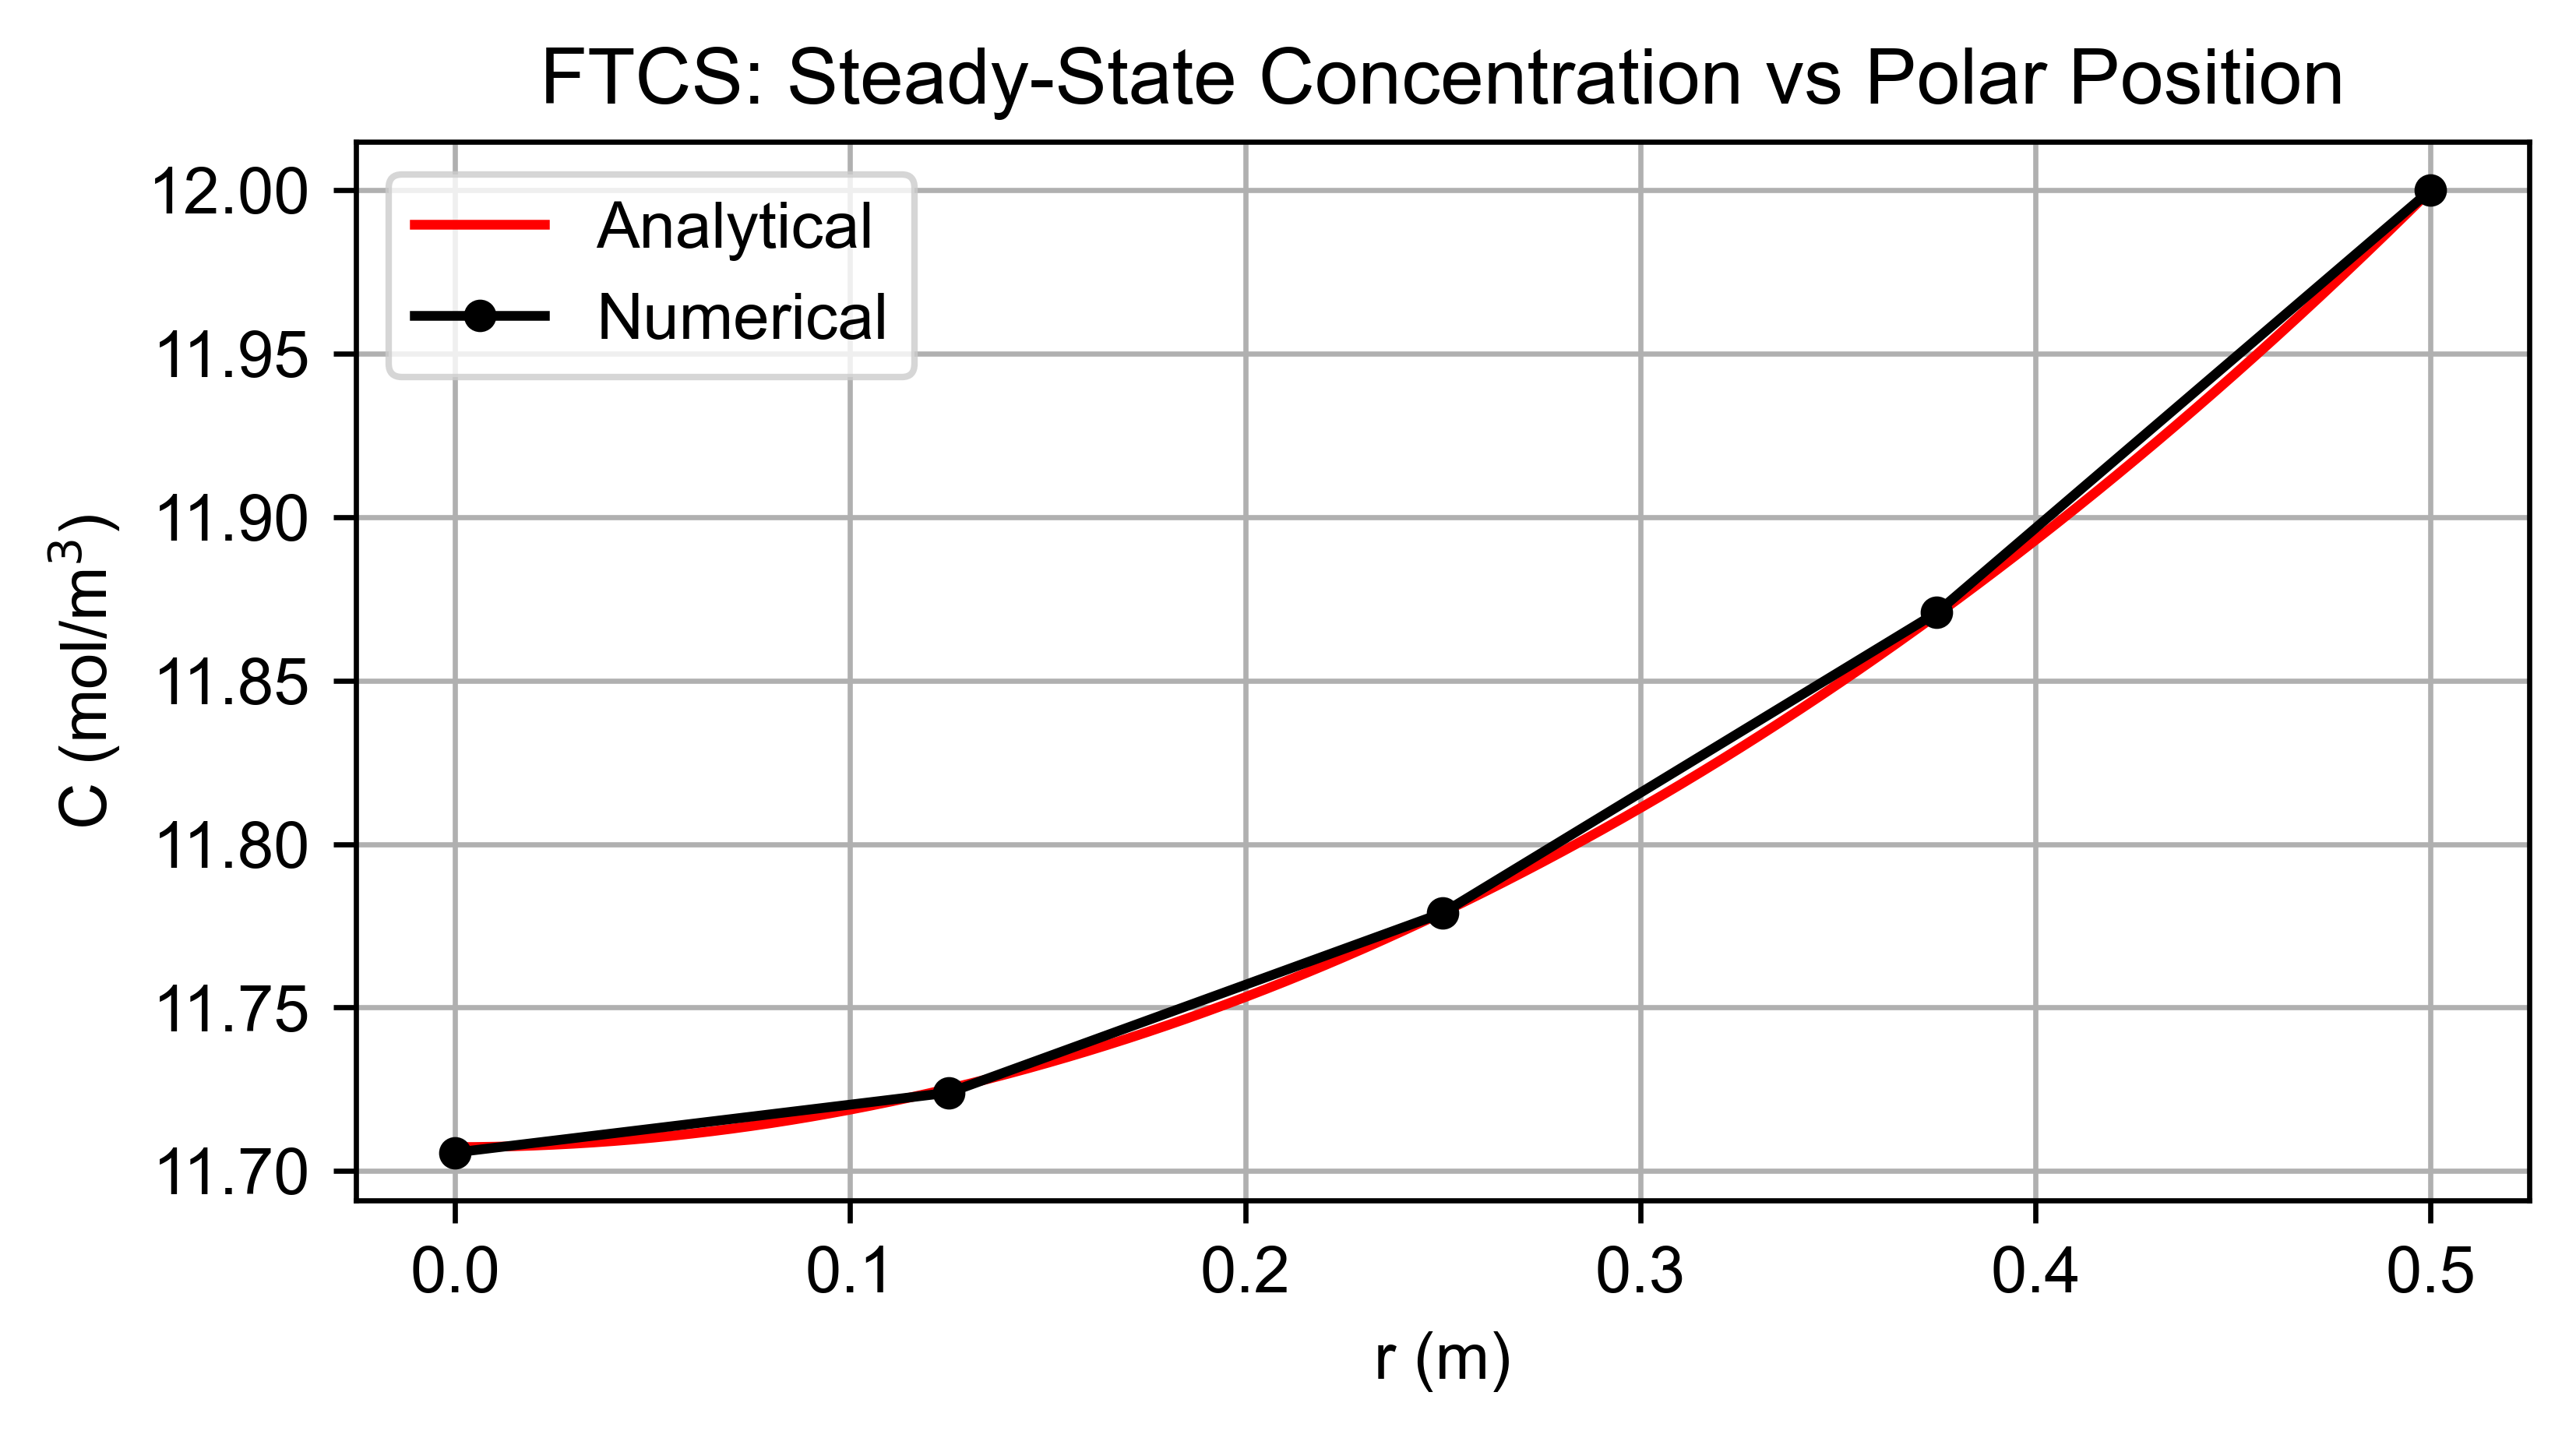 FTCS: Steady-State Concentration vs Polar Position
Analytical
Numerical
C (mol/m³)
12.00
11.95
11.90
11.85
11.80
11.75
11.70
0.0 0.1 0.2 0.3 0.4 0.5
r (m)